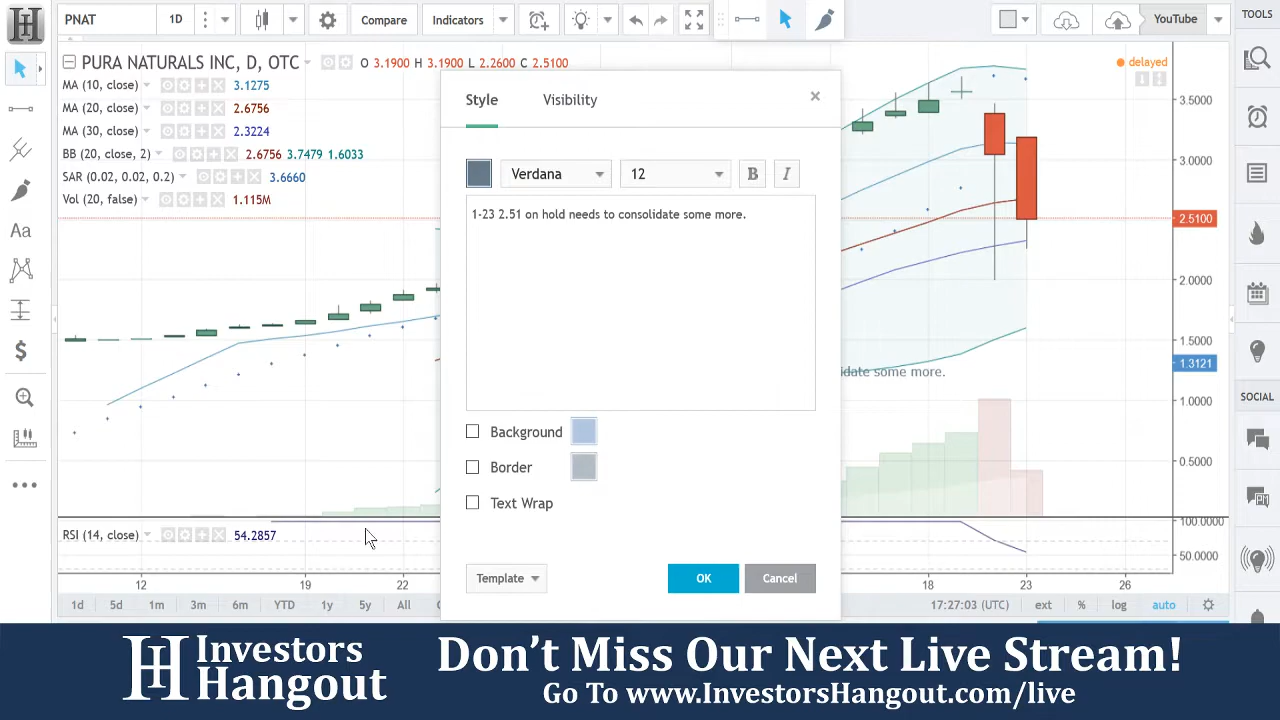 PNAT 1D Compare Indicators YouTube TOOLS
PURA NATURALS INC, D, OTC O 3.1900 H 3.1900 L 2.2600 C 2.5100 delayed
MA (10, close) 3.1275
MA (20, close) 2.6756
MA (30, close) 2.3224
BB (20, close, 2) 2.6756 3.7479 1.6033
SAR (0.02, 0.02, 0.2) 3.6660
Vol (20, false) 1.115M
Aa
Style Visibility
Verdana 12 B I
1-23 2.51 on hold needs to consolidate some more.
Background
Border
Text Wrap
Template OK Cancel
idate some more.
3.5000
3.0000
2.5100
2.0000
1.5000
1.3121
1.0000
0.5000
SOCIAL
RSI (14, close) 54.2857
100.0000
50.0000
12 19 22 18 23 26
1d 5d 1m 3m 6m YTD 1y 5y All 17:27:03 (UTC) ext % log auto
Investors
Hangout
Don't Miss Our Next Live Stream!
Go To www.InvestorsHangout.com/live